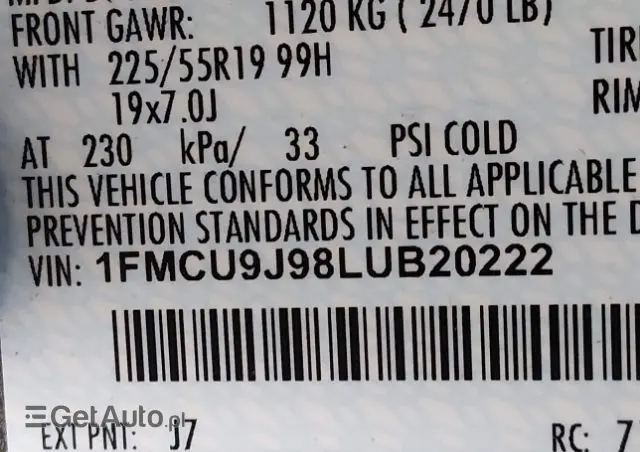 FRONT GAWR: 1120 KG ( 2470 LB)
WITH 225/55R19 99H TIR
19x7.0J RIM
AT 230 kPa/ 33 PSI COLD
THIS VEHICLE CONFORMS TO ALL APPLICABLE
PREVENTION STANDARDS IN EFFECT ON THE D
VIN: 1FMCU9J98LUB20222
GetAuto.pl
EXT PNT: J7 RC: 7